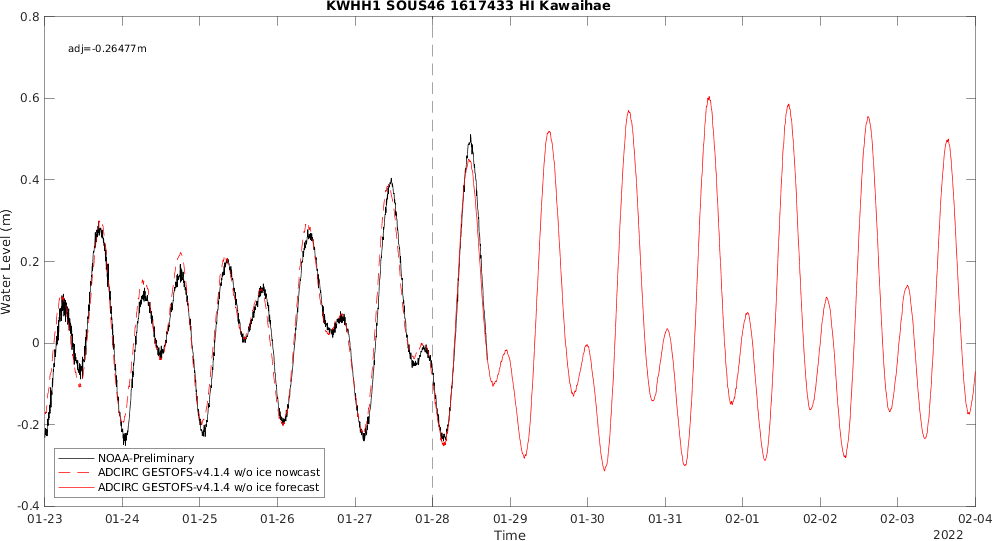 KWHH1 SOUS46 1617433 HI Kawaihae
adj=-0.26477m
0.8
0.6
0.4
0.2
0
-0.2
-0.4
Water Level (m)
NOAA-Preliminary
ADCIRC GESTOFS-v4.1.4 w/o ice nowcast
ADCIRC GESTOFS-v4.1.4 w/o ice forecast
01-23 01-24 01-25 01-26 01-27 01-28 01-29 01-30 01-31 02-01 02-02 02-03 02-04
Time
2022